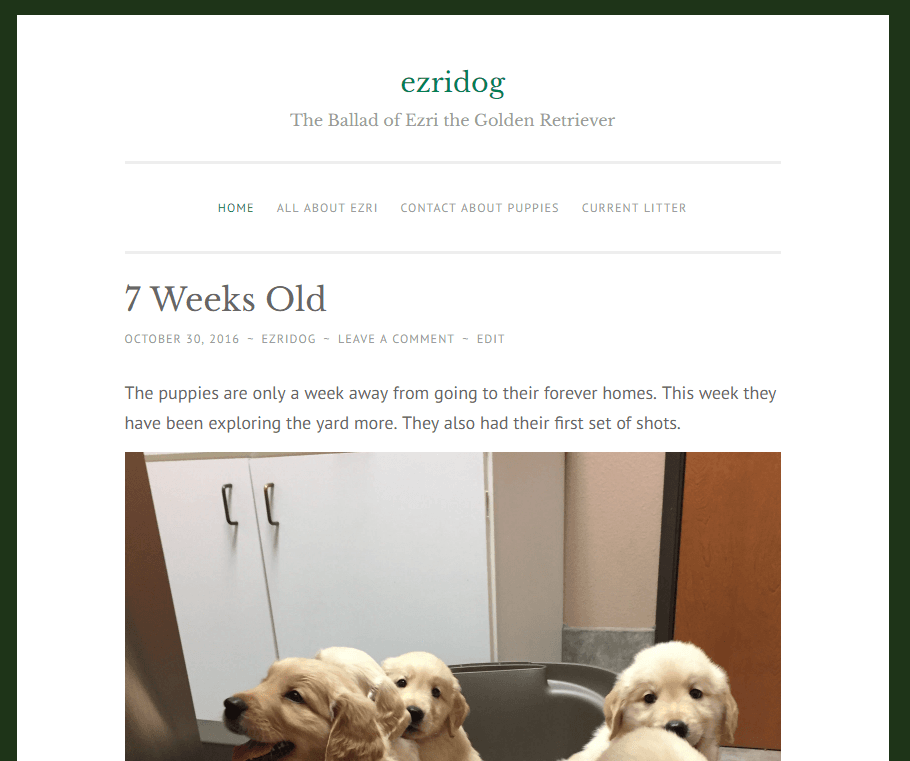 ezridog
The Ballad of Ezri the Golden Retriever
HOME ALL ABOUT EZRI CONTACT ABOUT PUPPIES CURRENT LITTER
7 Weeks Old
OCTOBER 30, 2016 ~ EZRIDOG ~ LEAVE A COMMENT ~ EDIT
The puppies are only a week away from going to their forever homes. This week they
have been exploring the yard more. They also had their first set of shots.